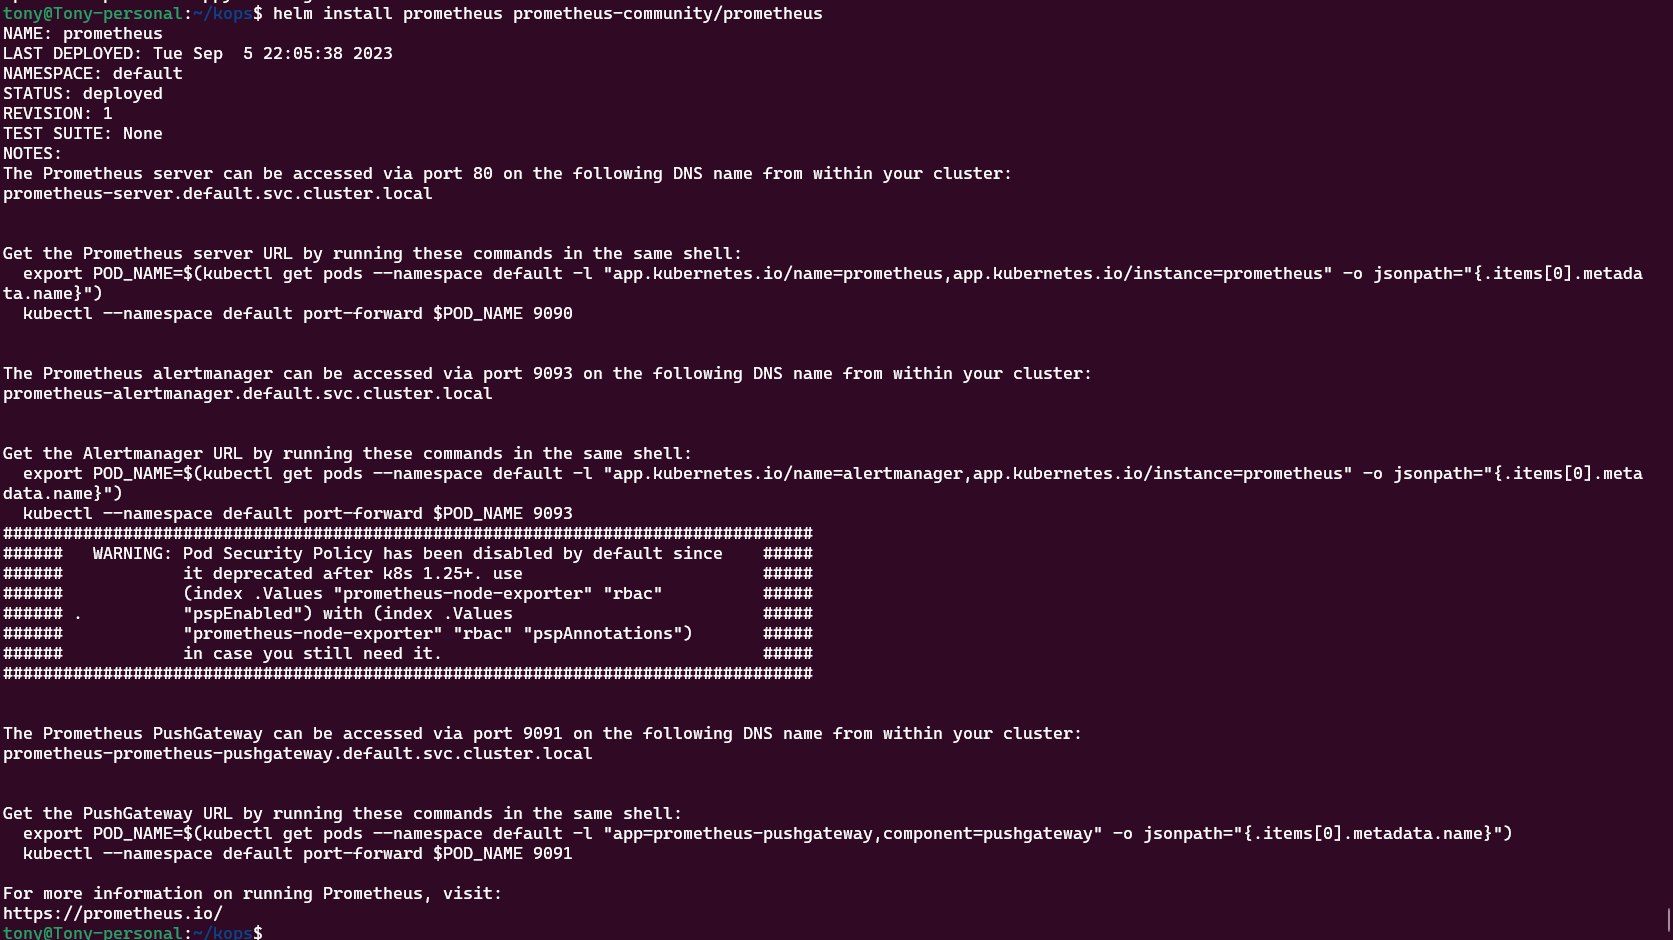 tony@Tony-personal:~/kops$ helm install prometheus prometheus-community/prometheus
NAME: prometheus
LAST DEPLOYED: Tue Sep  5 22:05:38 2023
NAMESPACE: default
STATUS: deployed
REVISION: 1
TEST SUITE: None
NOTES:
The Prometheus server can be accessed via port 80 on the following DNS name from within your cluster:
prometheus-server.default.svc.cluster.local
Get the Prometheus server URL by running these commands in the same shell:
  export POD_NAME=$(kubectl get pods --namespace default -l "app.kubernetes.io/name=prometheus,app.kubernetes.io/instance=prometheus" -o jsonpath="{.items[0].metada
ta.name}")
  kubectl --namespace default port-forward $POD_NAME 9090
The Prometheus alertmanager can be accessed via port 9093 on the following DNS name from within your cluster:
prometheus-alertmanager.default.svc.cluster.local
Get the Alertmanager URL by running these commands in the same shell:
  export POD_NAME=$(kubectl get pods --namespace default -l "app.kubernetes.io/name=alertmanager,app.kubernetes.io/instance=prometheus" -o jsonpath="{.items[0].meta
data.name}")
  kubectl --namespace default port-forward $POD_NAME 9093
#################################################################################
######   WARNING: Pod Security Policy has been disabled by default since    #####
######            it deprecated after k8s 1.25+. use                        #####
######            (index .Values "prometheus-node-exporter" "rbac"          #####
###### .          "pspEnabled") with (index .Values                         #####
######            "prometheus-node-exporter" "rbac" "pspAnnotations")       #####
######            in case you still need it.                                #####
#################################################################################
The Prometheus PushGateway can be accessed via port 9091 on the following DNS name from within your cluster:
prometheus-prometheus-pushgateway.default.svc.cluster.local
Get the PushGateway URL by running these commands in the same shell:
  export POD_NAME=$(kubectl get pods --namespace default -l "app=prometheus-pushgateway,component=pushgateway" -o jsonpath="{.items[0].metadata.name}")
  kubectl --namespace default port-forward $POD_NAME 9091
For more information on running Prometheus, visit:
https://prometheus.io/
tony@Tony-personal:~/kops$